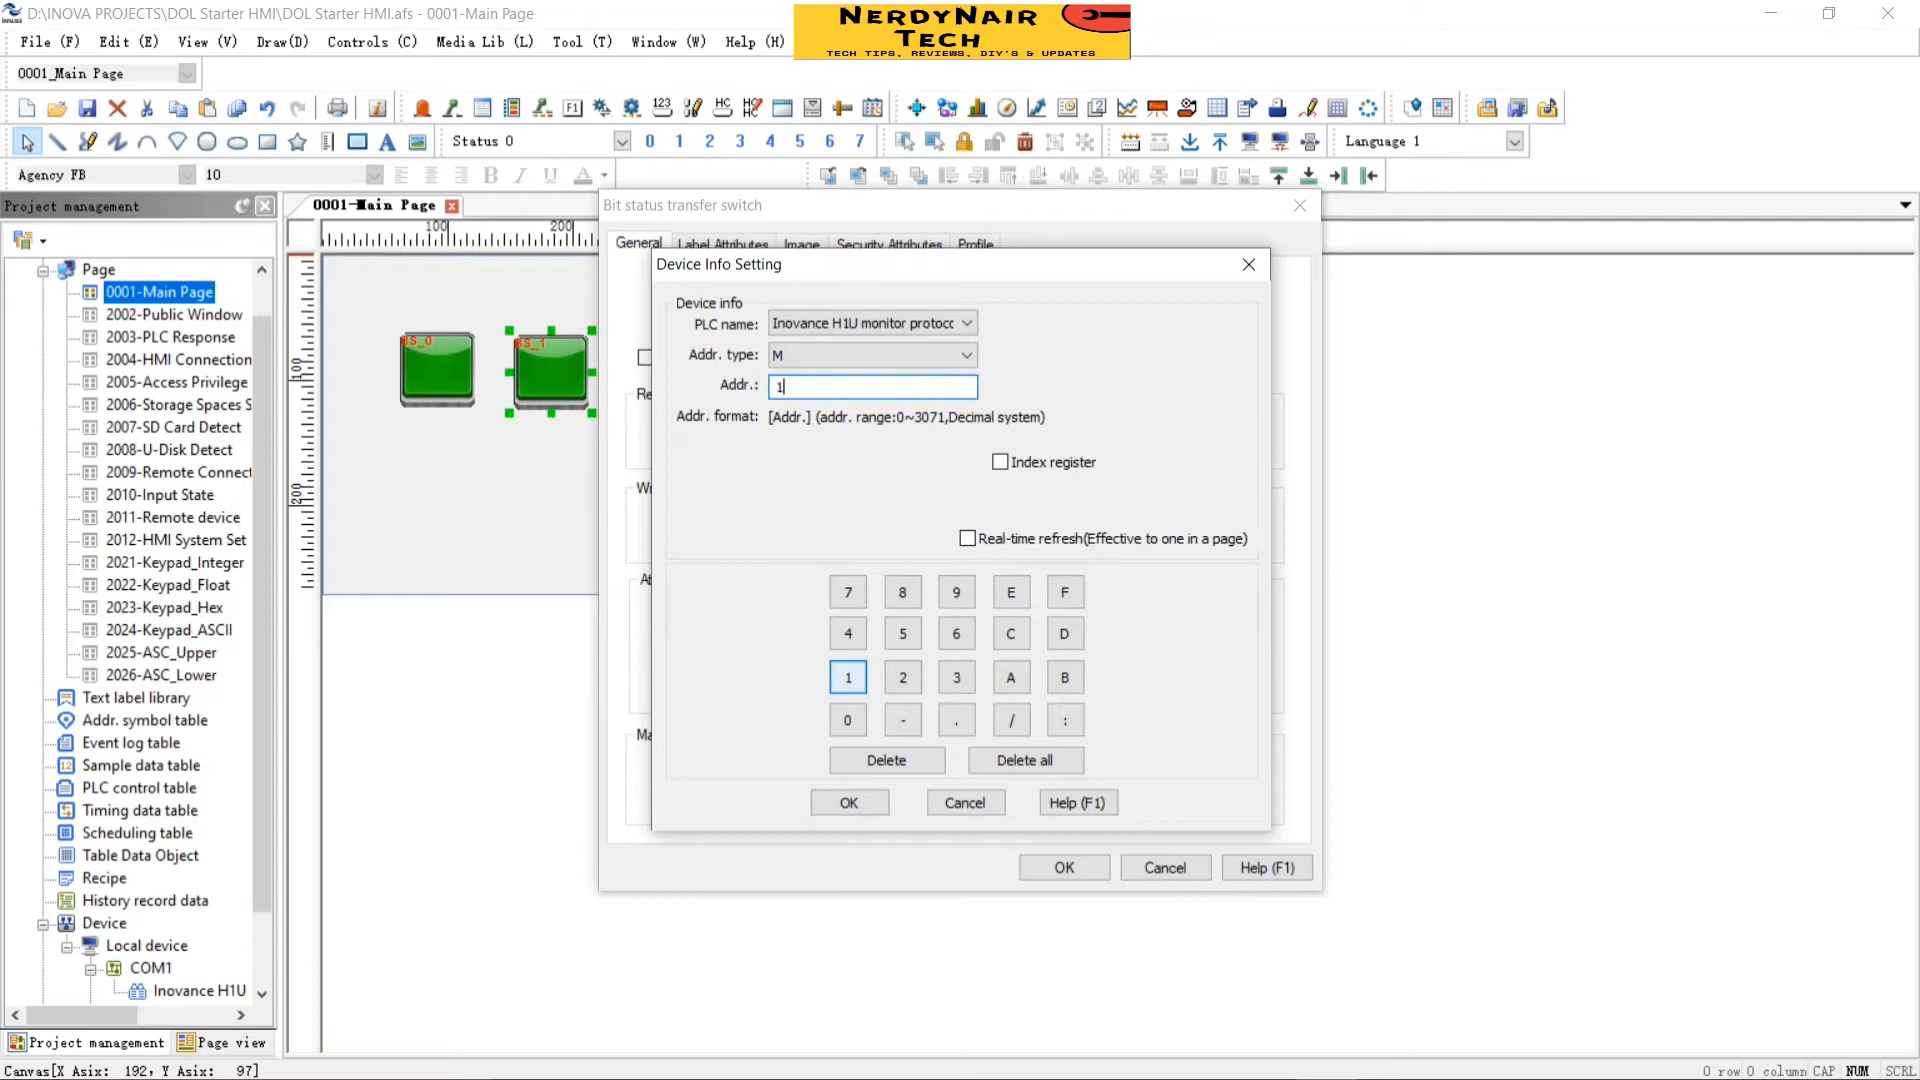 D:\INOVA PROJECTS\DOL Starter HMI\DOL Starter HMI.afs - 0001-Main Page
NERDYNAIR
TECH
TECH TIPS, REVIEWS, DIY'S & UPDATES
File (F) Edit (E) View (V) Draw(D) Controls (C) Media Lib (L) Tool (T) Window (W) Help (H)
0001_Main Page
Status 0
0 1 2 3 4 5 6 7
Language 1
Agency FB
10
Project management
0001-Main Page
Bit status transfer switch
General Label Attributes Image Security Attributes Profile
Device Info Setting
Device info
PLC name: Inovance H1U monitor protocc
Addr. type: M
Addr.: 1
Addr. format: [Addr.] (addr. range:0~3071,Decimal system)
Index register
Real-time refresh(Effective to one in a page)
7 8 9 E F
4 5 6 C D
1 2 3 A B
0 - . / :
Delete Delete all
OK Cancel Help (F1)
OK Cancel Help (F1)
100 200
100
200
BS_0
BS_1
Page
0001-Main Page
2002-Public Window
2003-PLC Response
2004-HMI Connection
2005-Access Privilege
2006-Storage Spaces S
2007-SD Card Detect
2008-U-Disk Detect
2009-Remote Connect
2010-Input State
2011-Remote device
2012-HMI System Set
2021-Keypad_Integer
2022-Keypad_Float
2023-Keypad_Hex
2024-Keypad_ASCII
2025-ASC_Upper
2026-ASC_Lower
Text label library
Addr. symbol table
Event log table
Sample data table
PLC control table
Timing data table
Scheduling table
Table Data Object
Recipe
History record data
Device
Local device
COM1
Inovance H1U
Project management Page view
Canvas[X Asix: 192, Y Asix: 97]
0 row 0 column CAP NUM SCRL